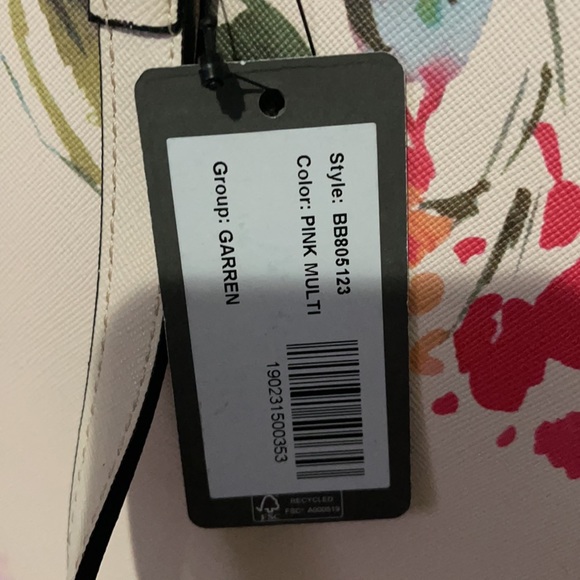 Style: BB805123
Color: PINK MULTI
Group: GARREN
190231500353
RECYCLED